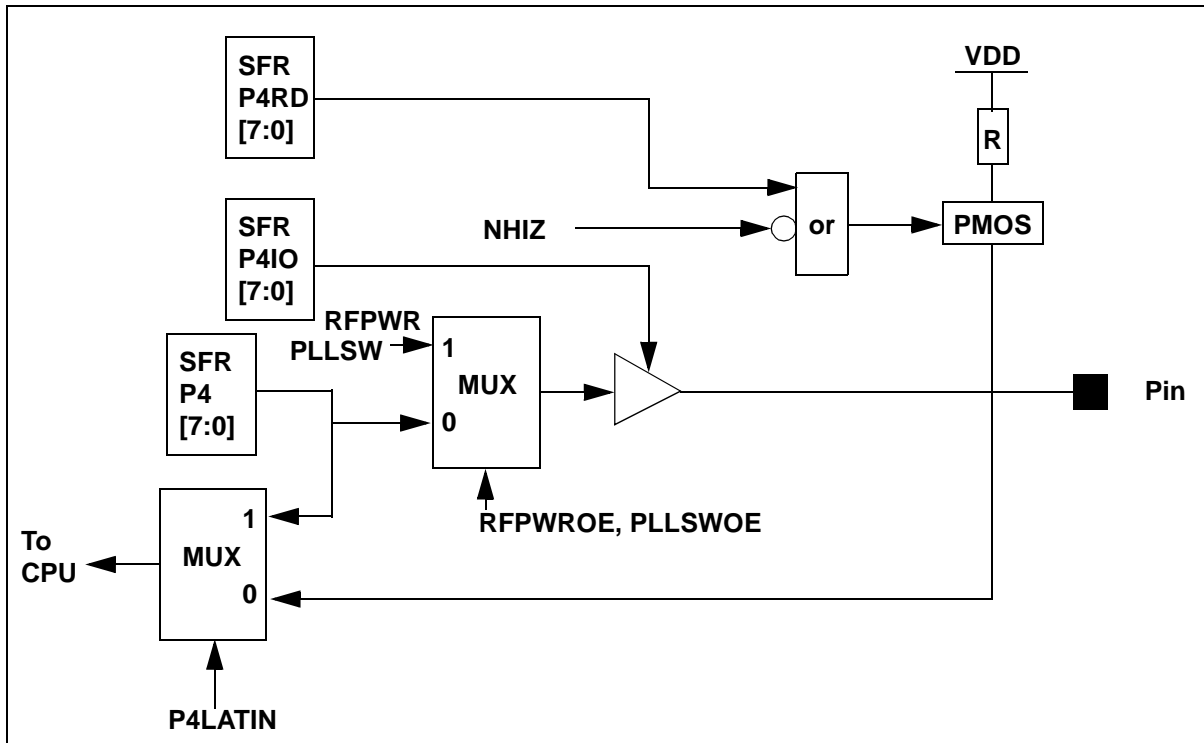 SFR
P4RD
[7:0]
VDD
R
SFR
P4IO
[7:0]
NHIZ
or
PMOS
RFPWR
PLLSW
1
MUX
0
SFR
P4
[7:0]
Pin
RFPWROE, PLLSWOE
To
CPU
1
MUX
0
P4LATIN